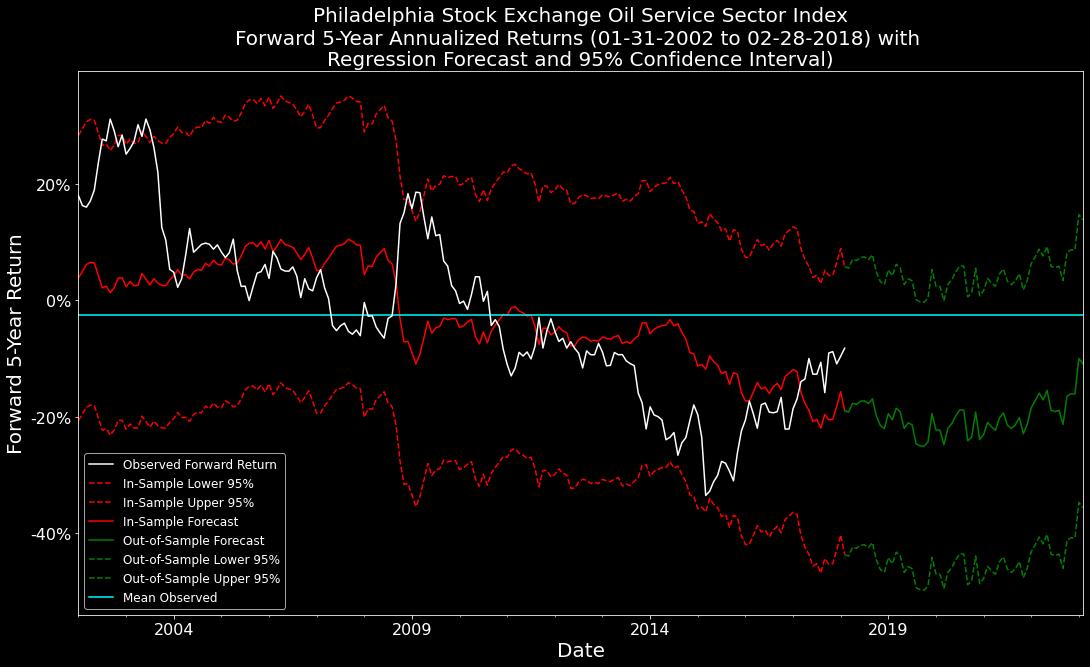 Philadelphia Stock Exchange Oil Service Sector Index
Forward 5-Year Annualized Returns (01-31-2002 to 02-28-2018) with
Regression Forecast and 95% Confidence Interval)
Forward 5-Year Return
20%
0%
-20%
-40%
Observed Forward Return
In-Sample Lower 95%
In-Sample Upper 95%
In-Sample Forecast
Out-of-Sample Forecast
Out-of-Sample Lower 95%
Out-of-Sample Upper 95%
Mean Observed
2004
2009
2014
2019
Date